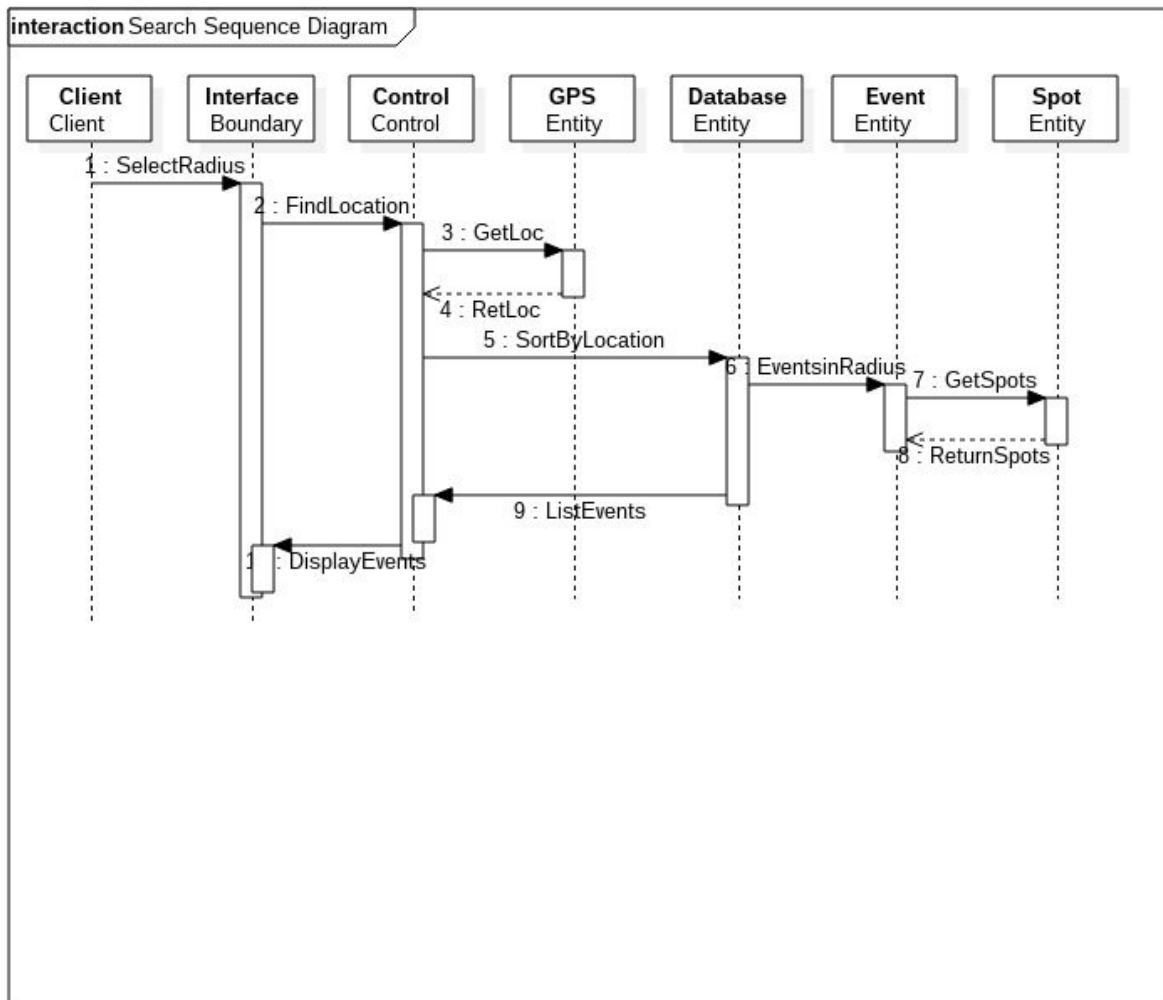 interaction Search Sequence Diagram
Client Interface Control GPS Database Event Spot
Client Boundary Control Entity Entity Entity Entity
1 : SelectRadius
2 : FindLocation
3 : GetLoc
4 : RetLoc
5 : SortByLocation
6 : EventsinRadius
7 : GetSpots
8 : ReturnSpots
9 : ListEvents
: DisplayEvents